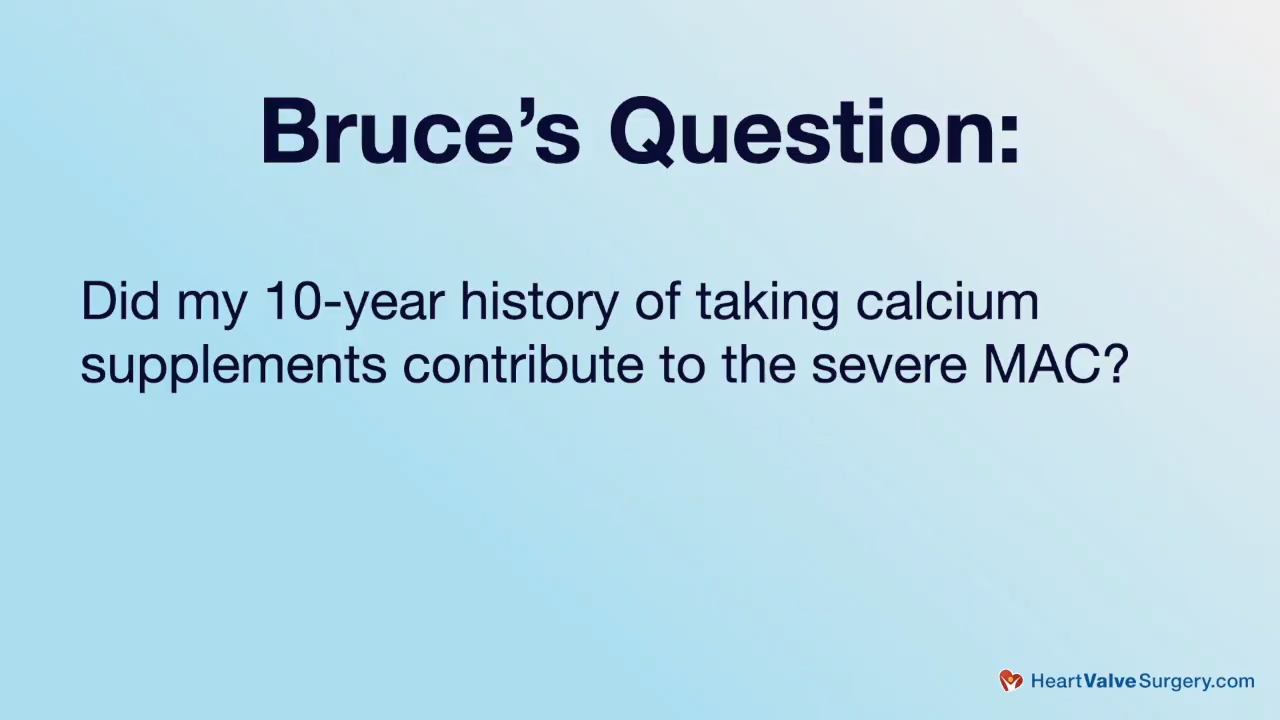 Bruce’s Question:
Did my 10-year history of taking calcium
supplements contribute to the severe MAC?
HeartValveSurgery.com